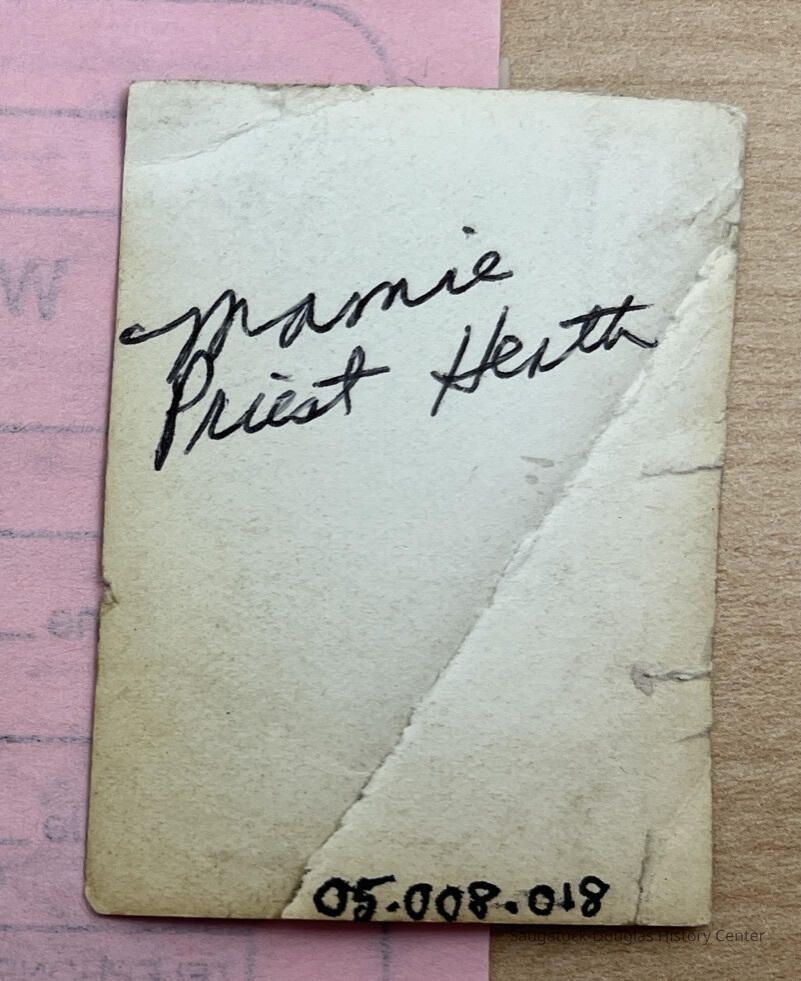 Mamie
Priest Heath
05.008.018
Saugatuck-Douglas History Center